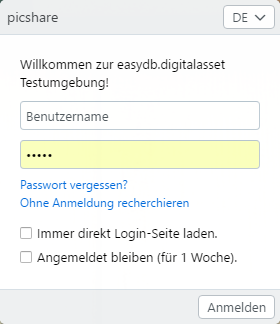 picshare
DE
Willkommen zur easydb.digitalasset
Testumgebung!
Benutzername
•••••
Passwort vergessen?
Ohne Anmeldung recherchieren
Immer direkt Login-Seite laden.
Angemeldet bleiben (für 1 Woche).
Anmelden